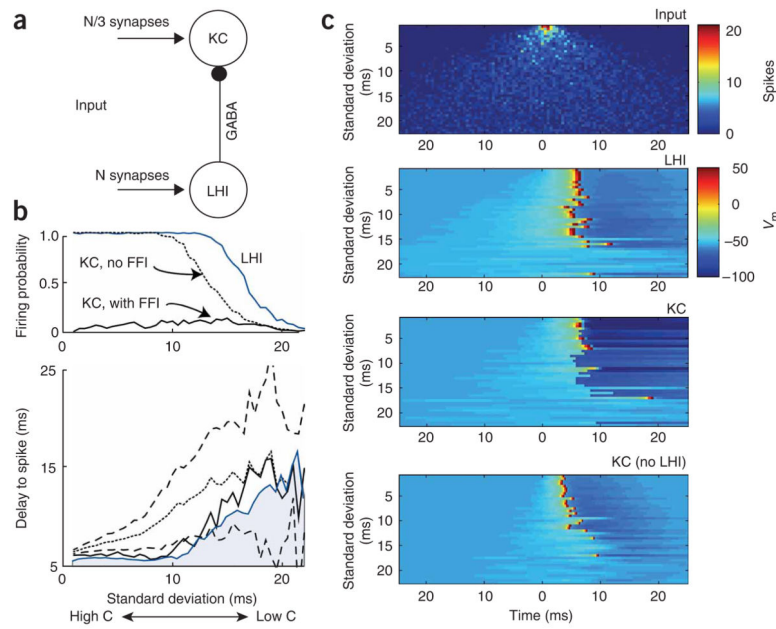 a
N/3 synapses
KC
Input
GABA
N synapses
LHI
b
Firing probability
1.0
0.5
0
KC, no FFI
LHI
KC, with FFI
0
10
20
Delay to spike (ms)
25
15
5
0
10
20
Standard deviation (ms)
High C
Low C
c
Input
Standard deviation
(ms)
5
10
15
20
20
10
0
10
20
20
10
0
Spikes
LHI
Standard deviation
(ms)
5
10
15
20
20
10
0
10
20
50
0
−50
−100
Vm
KC
Standard deviation
(ms)
5
10
15
20
20
10
0
10
20
KC (no LHI)
Standard deviation
(ms)
5
10
15
20
20
10
0
10
20
Time (ms)